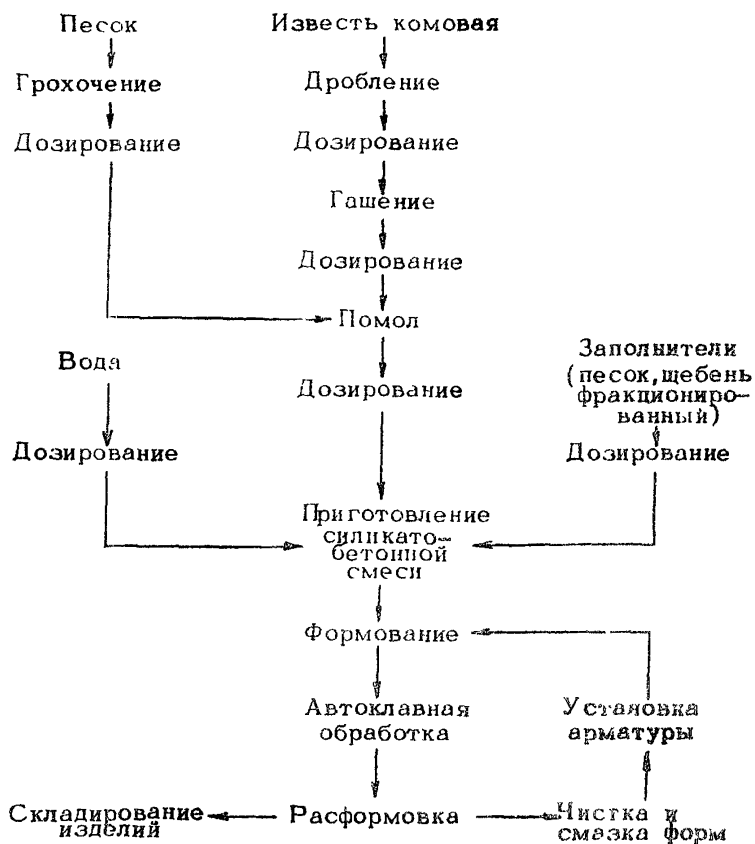 Песок
Известь комовая
Грохочение
Дробление
Дозирование
Дозирование
Гашение
Дозирование
Помол
Вода
Заполнители
(песок, щебень
фракциониро-
ванный)
Дозирование
Дозирование
Дозирование
Приготовление
силикато-
бетонной
смеси
Формование
Автоклавная
обработка
Установка
арматуры
Складирование
изделий
Расформовка
Чистка и
смазка форм